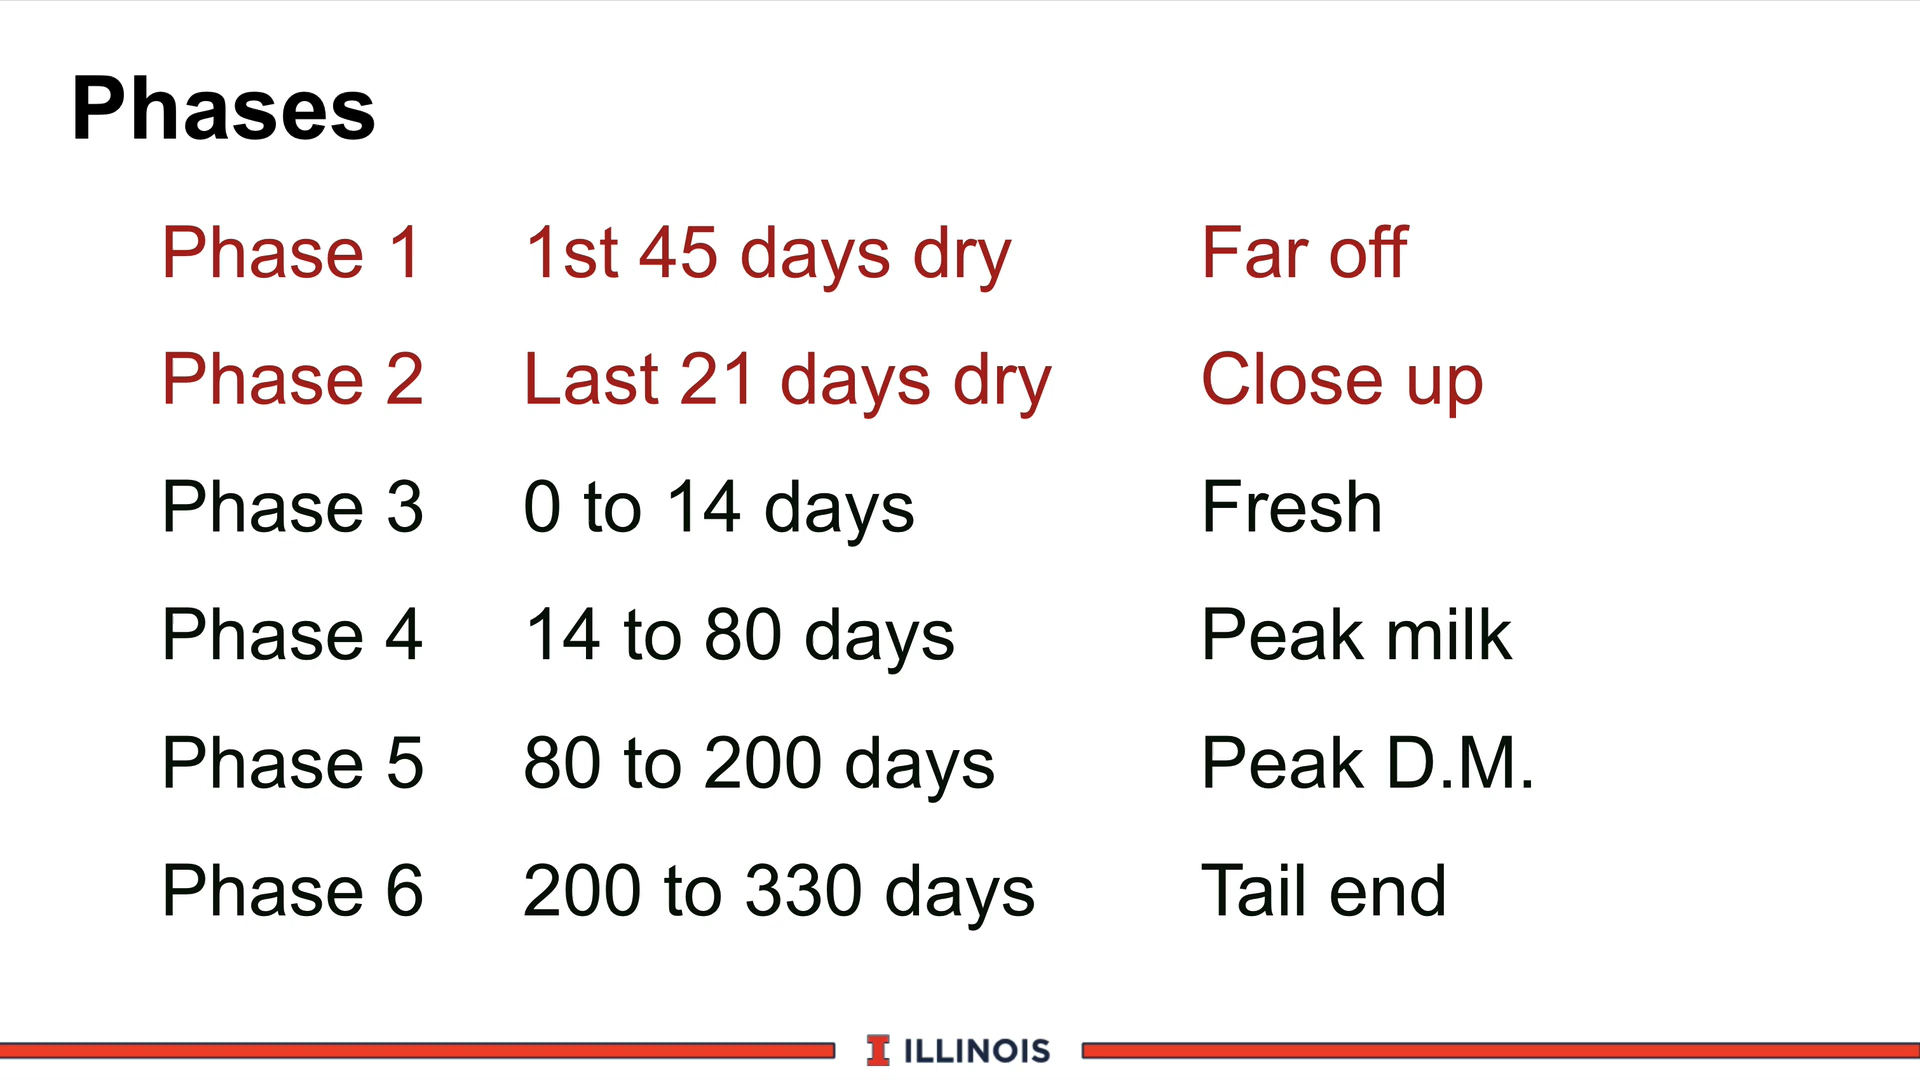 Phases
Phase 1 1st 45 days dry Far off
Phase 2 Last 21 days dry Close up
Phase 3 0 to 14 days Fresh
Phase 4 14 to 80 days Peak milk
Phase 5 80 to 200 days Peak D.M.
Phase 6 200 to 330 days Tail end
I ILLINOIS